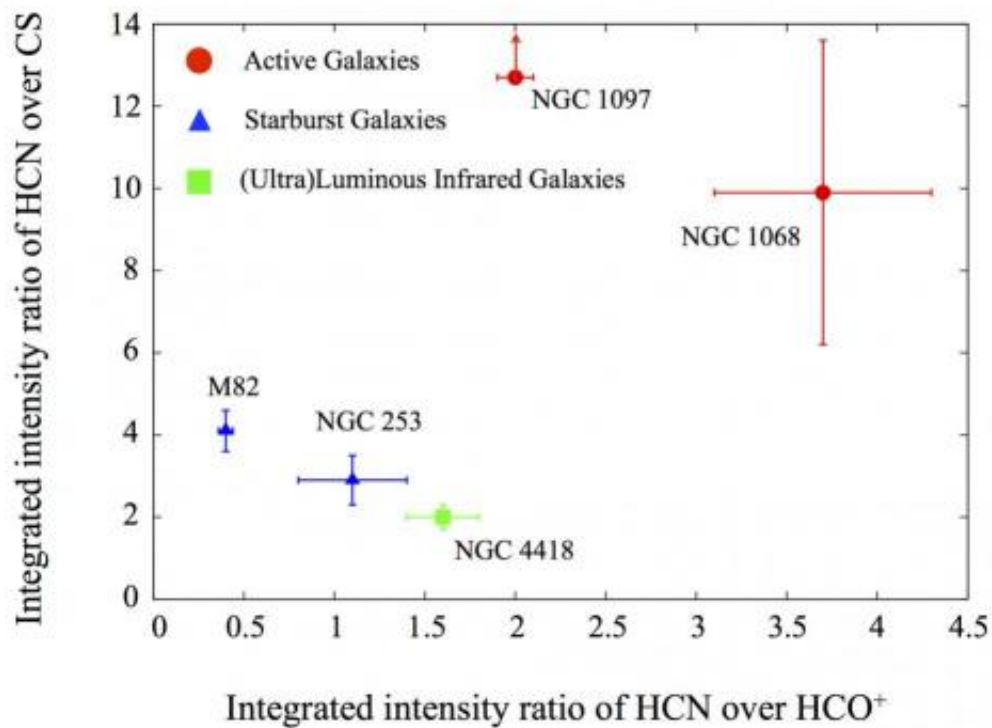 Integrated intensity ratio of HCN over CS
14
12
10
8
6
4
2
0
Active Galaxies
Starburst Galaxies
(Ultra)Luminous Infrared Galaxies
NGC 1097
NGC 1068
M82
NGC 253
NGC 4418
0 0.5 1 1.5 2 2.5 3 3.5 4 4.5
Integrated intensity ratio of HCN over HCO⁺